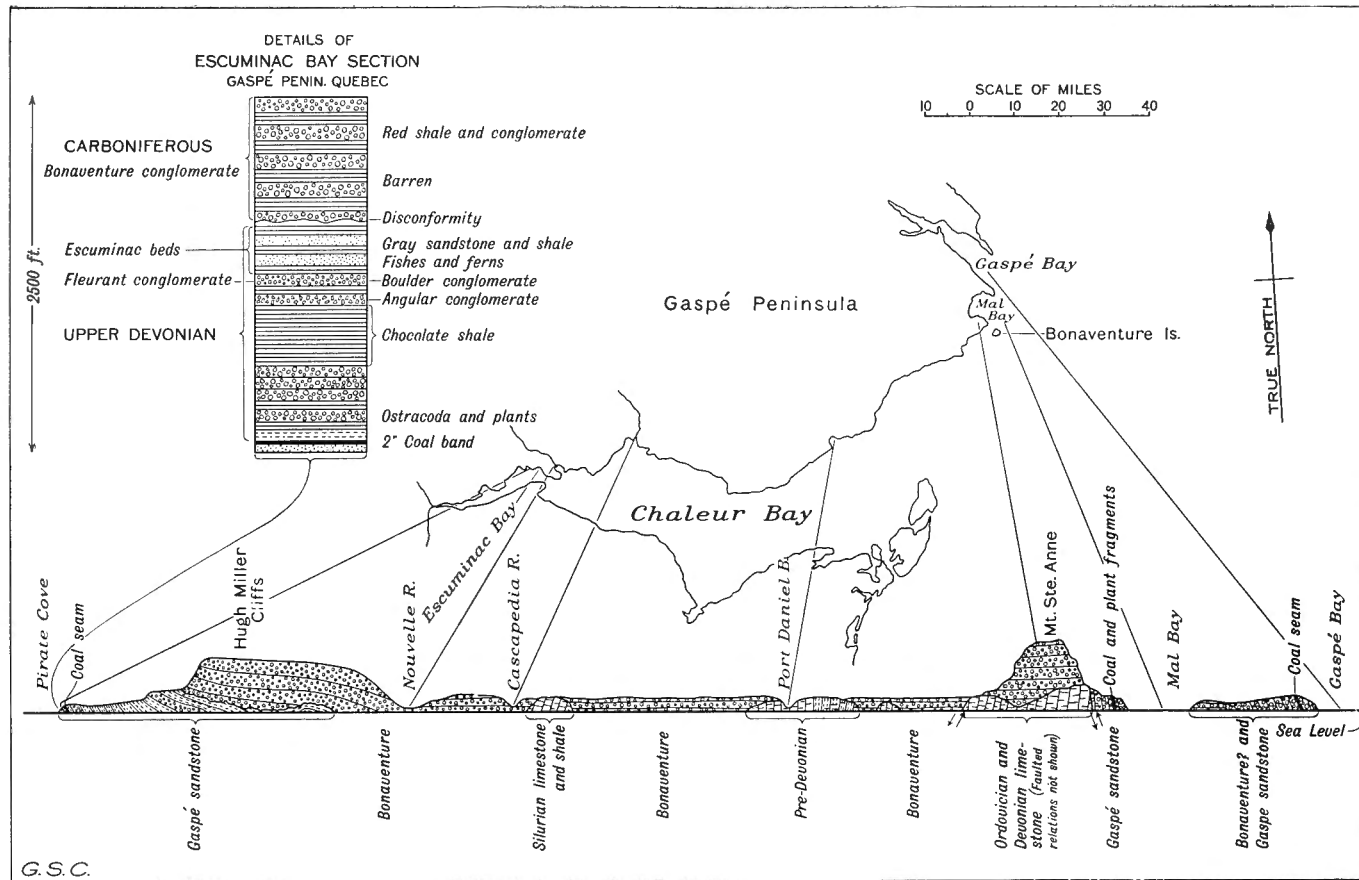 DETAILS OF
ESCUMINAC BAY SECTION
GASPÉ PENIN. QUEBEC
2500 ft.
CARBONIFEROUS
Bonaventure conglomerate
Escuminac beds
Fleurant conglomerate
UPPER DEVONIAN
Red shale and conglomerate
Barren
Disconformity
Gray sandstone and shale
Fishes and ferns
Boulder conglomerate
Angular conglomerate
Chocolate shale
Ostracoda and plants
2" Coal band
SCALE OF MILES
10 0 10 20 30 40
TRUE NORTH
Gaspé Peninsula
Gaspé Bay
Mal
Bay
Bonaventure Is.
Chaleur Bay
Escuminac Bay
Pirate Cove
Coal seam
Hugh Miller
Cliffs
Nouvelle R.
Cascapedia R.
Port Daniel B.
Mt. Ste. Anne
Coal and plant fragments
Mal Bay
Coal seam
Gaspé Bay
Sea Level
Gaspé sandstone
Bonaventure
Silurian limestone
and shale
Bonaventure
Pre-Devonian
Bonaventure
Ordovician and
Devonian lime-
stone (Faulted
relations not shown)
Gaspé sandstone
Bonaventure? and
Gaspe sandstone
G.S.C.